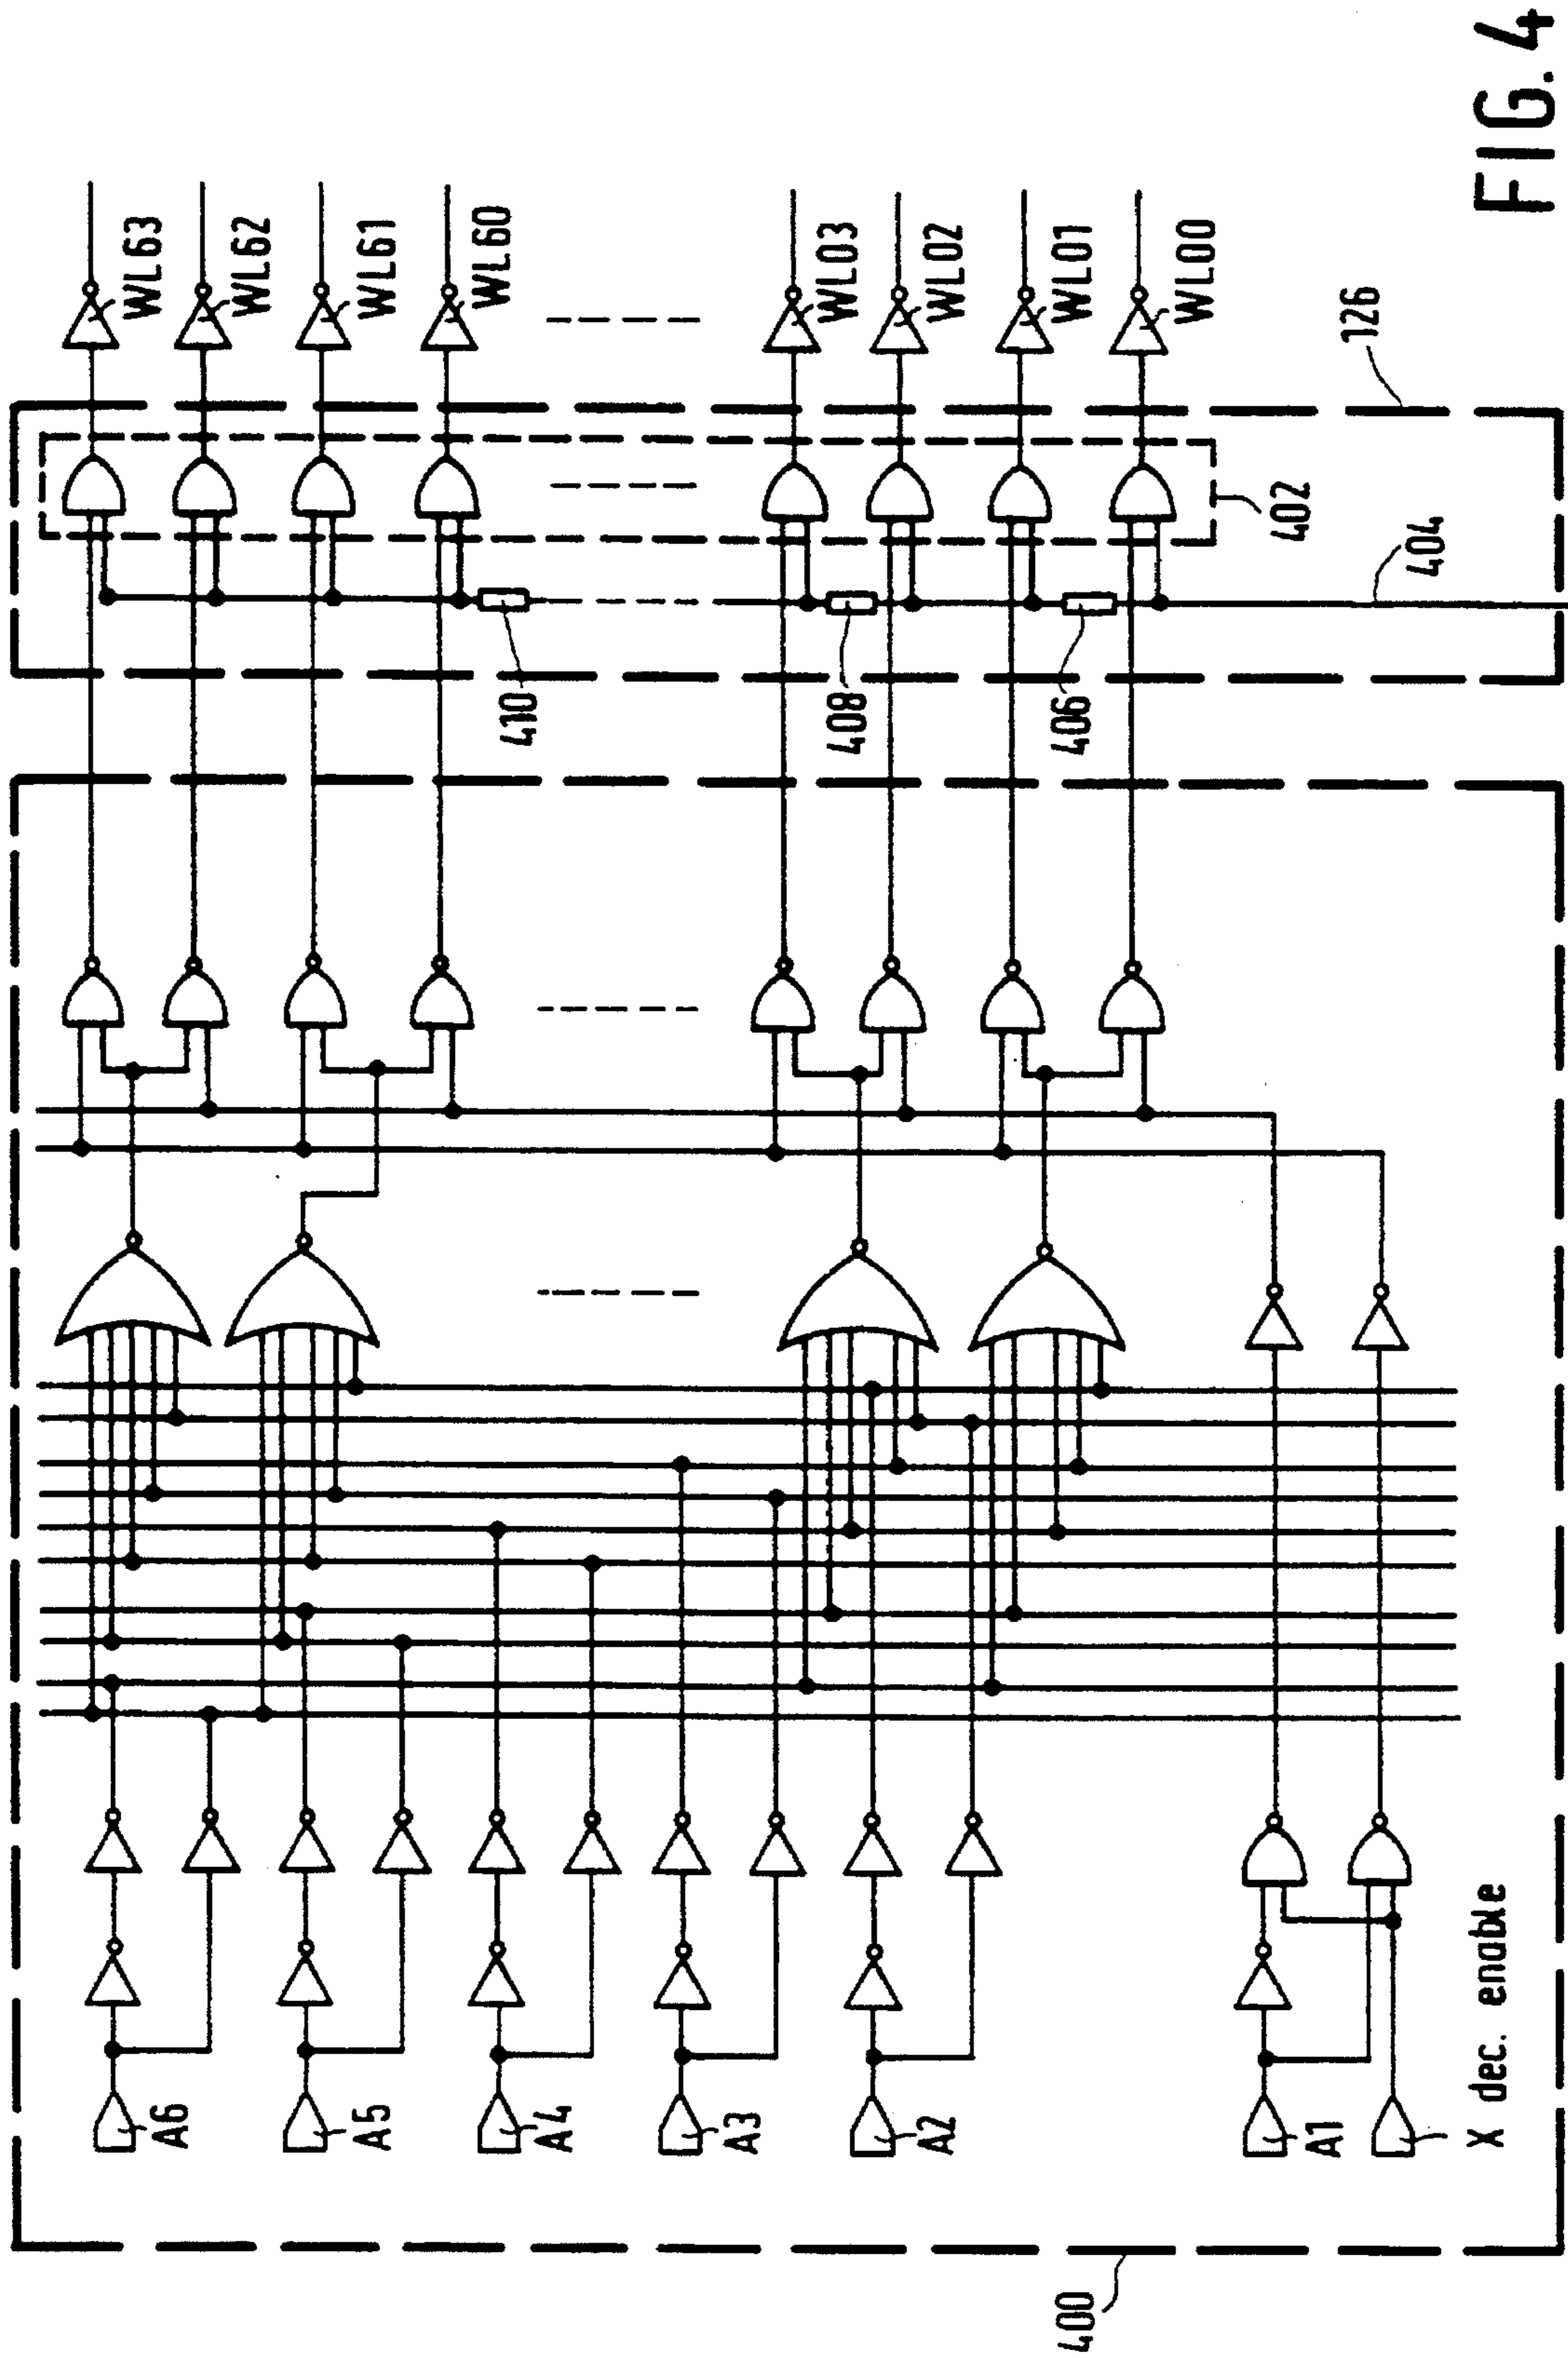 FIG. 4
WL63
WL62
WL61
WL60
WL03
WL02
WL01
WL00
126
402
404
410
408
406
A6
A5
A4
A3
A2
A1
X dec. enable
400